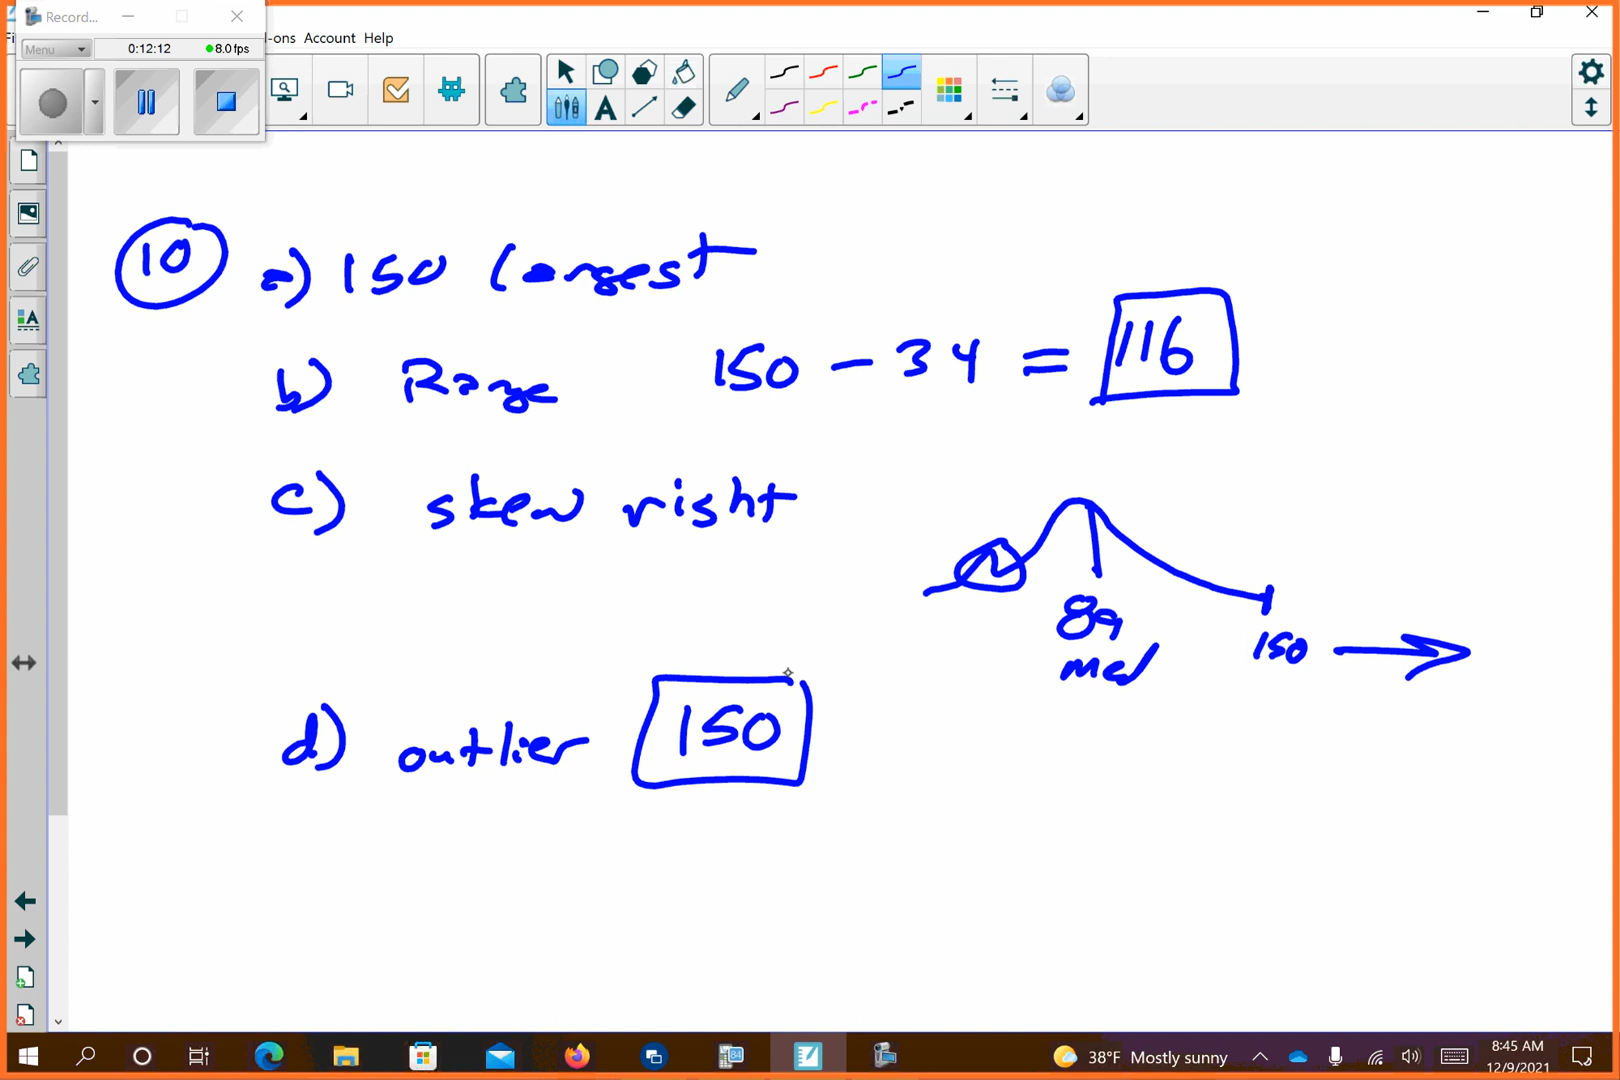 Record...
Menu
0:12:12
8.0 fps
-ons Account Help
10 a) 150 largest
b) Range 150 - 34 = 116
c) skew right
89
med
150
d) outlier 150
38°F Mostly sunny
8:45 AM
12/9/2021